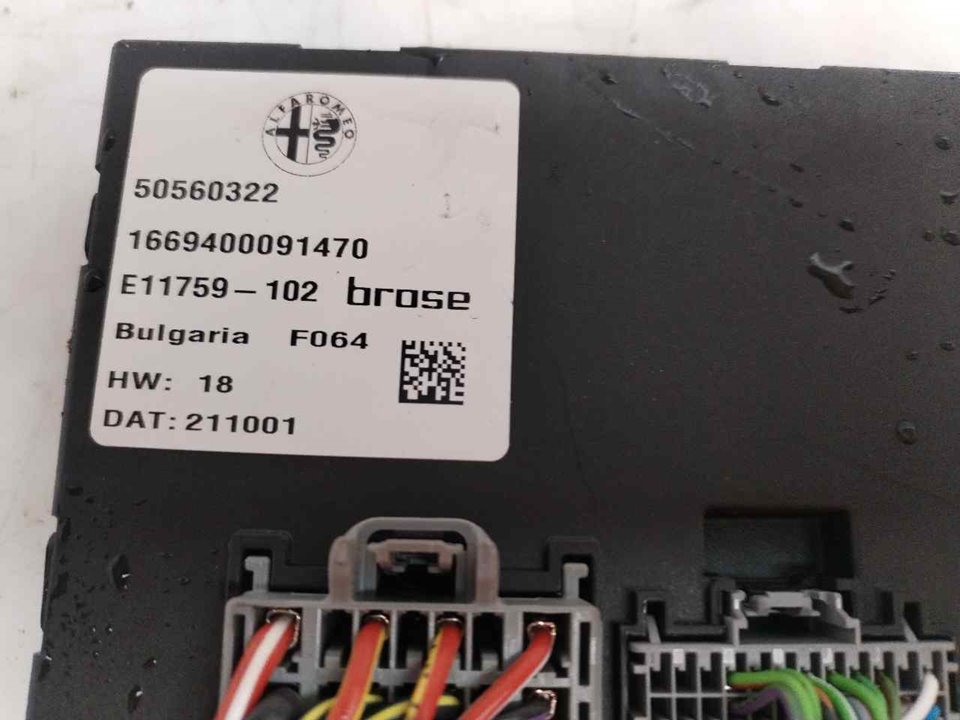 ALFA ROMEO
50560322
1669400091470
E11759-102 brose
Bulgaria F064
HW: 18
DAT: 211001